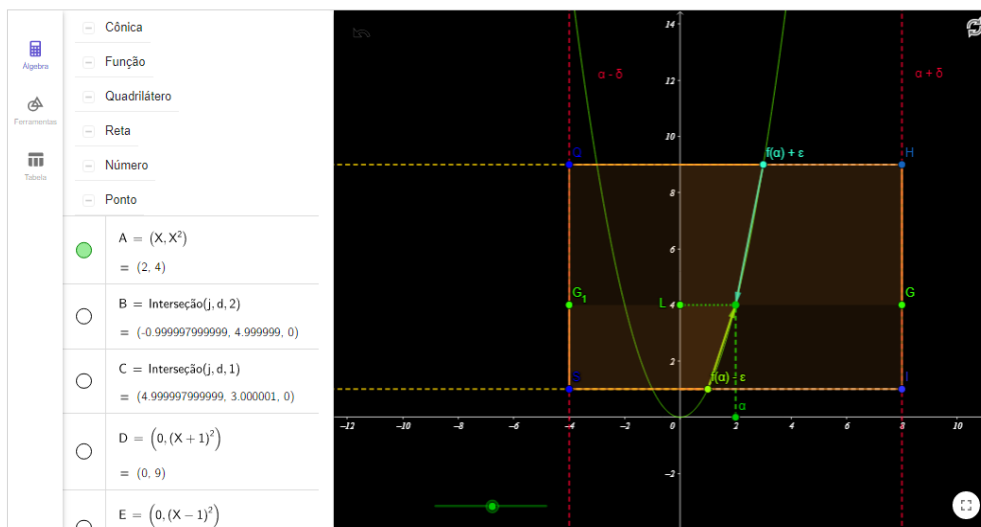 Álgebra
Ferramentas
Tabela
Cônica
Função
Quadrilátero
Reta
Número
Ponto
A = (X, X²)
= (2, 4)
B = Interseção(j, d, 2)
= (-0.999997999999, 4.999999, 0)
C = Interseção(j, d, 1)
= (4.999997999999, 3.000001, 0)
D = (0, (X + 1)²)
= (0, 9)
E = (0, (X − 1)²)
14
α - δ
α + δ
12
10
Q
f(α) + ε
H
8
6
G₁
L 4
G
2
f(α) - ε
I
α
−12 −10 −8 −6 −4 −2 0 2 4 6 8 10
−2